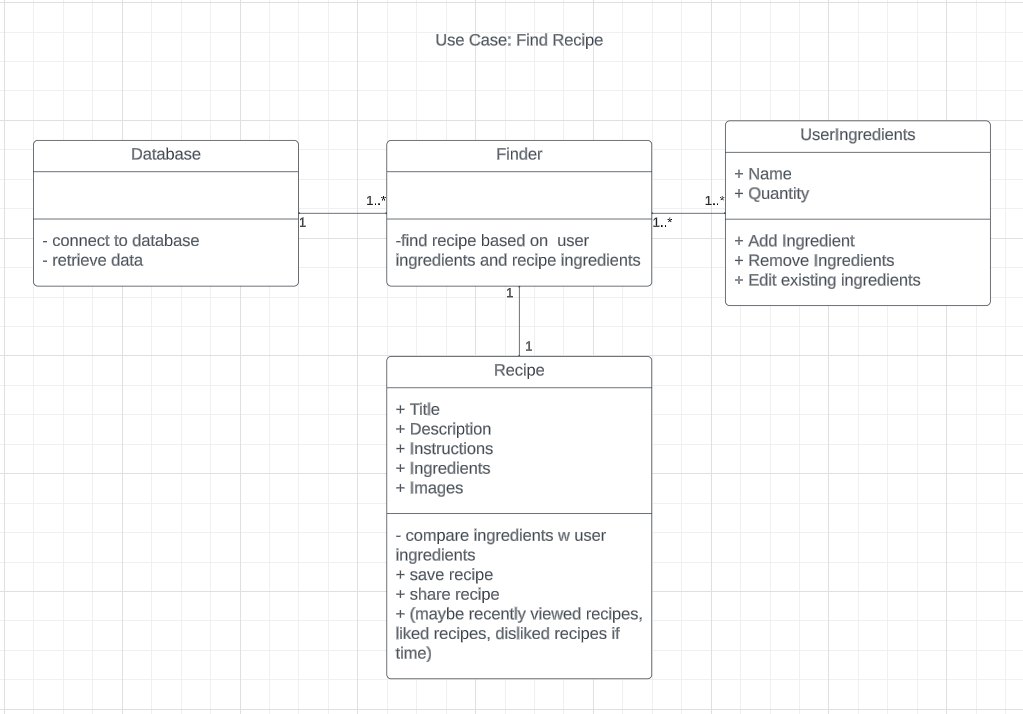 Use Case: Find Recipe
Database
- connect to database
- retrieve data
1
1..*
Finder
-find recipe based on  user
ingredients and recipe ingredients
1..*
1..*
UserIngredients
+ Name
+ Quantity
+ Add Ingredient
+ Remove Ingredients
+ Edit existing ingredients
1
1
Recipe
+ Title
+ Description
+ Instructions
+ Ingredients
+ Images
- compare ingredients w user
ingredients
+ save recipe
+ share recipe
+ (maybe recently viewed recipes,
liked recipes, disliked recipes if
time)